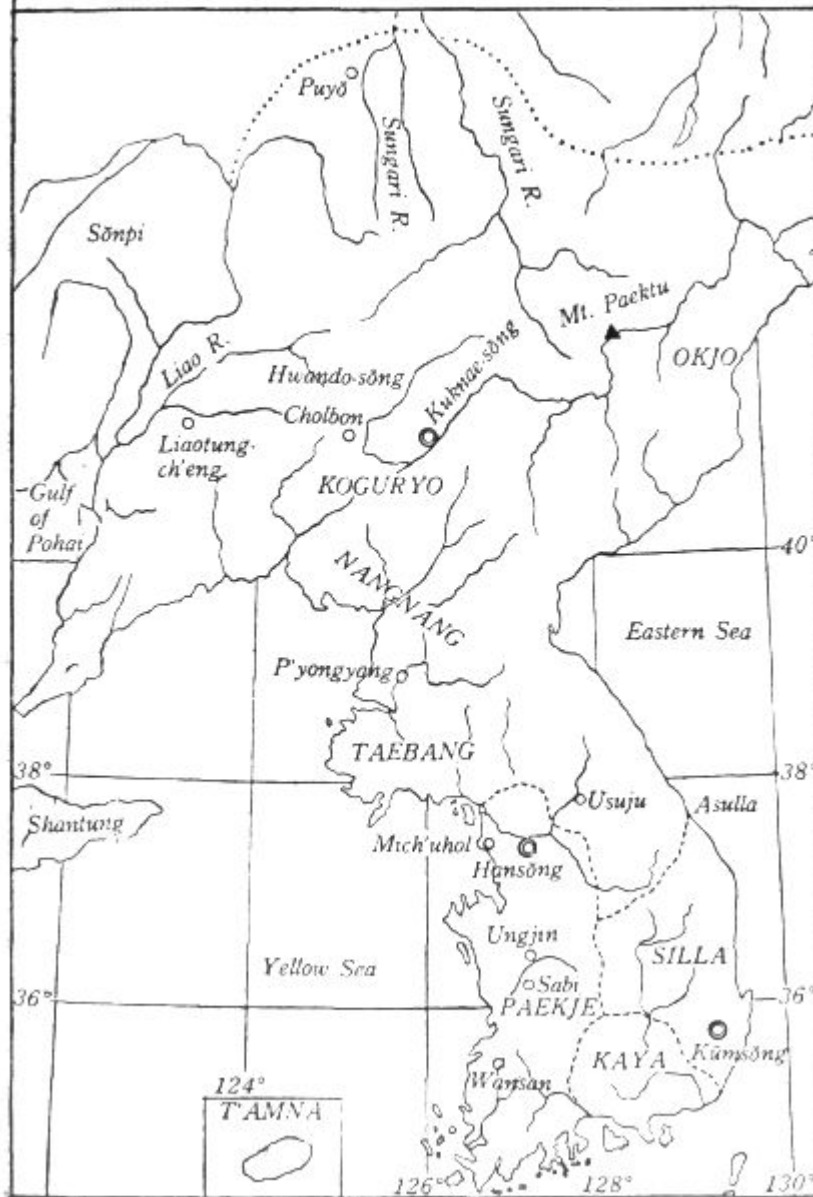 Puyŏ
Sungari R.
Sungari R.
Sŏnpi
Mt. Paektu
Liao R.
OKJO
Hwando-sŏng
Kuknae-sŏng
Cholbon
Liaotung-
ch'eng
KOGURYO
Gulf
of
Pohai
40°
NANGNANG
Eastern Sea
P'yongyang
TAEBANG
38°
38°
Usuju
Asulla
Shantung
Mich'uhol
Hansŏng
Ungjin
SILLA
Yellow Sea
Sabi
36°
36°
PAEKJE
Kŭmsŏng
KAYA
Wansan
124°
T'AMNA
126°
128°
130°